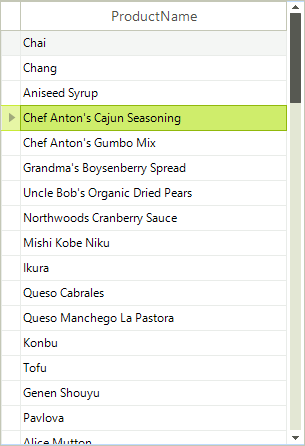 ProductName
Chai
Chang
Aniseed Syrup
Chef Anton's Cajun Seasoning
Chef Anton's Gumbo Mix
Grandma's Boysenberry Spread
Uncle Bob's Organic Dried Pears
Northwoods Cranberry Sauce
Mishi Kobe Niku
Ikura
Queso Cabrales
Queso Manchego La Pastora
Konbu
Tofu
Genen Shouyu
Pavlova
Alice Mutton